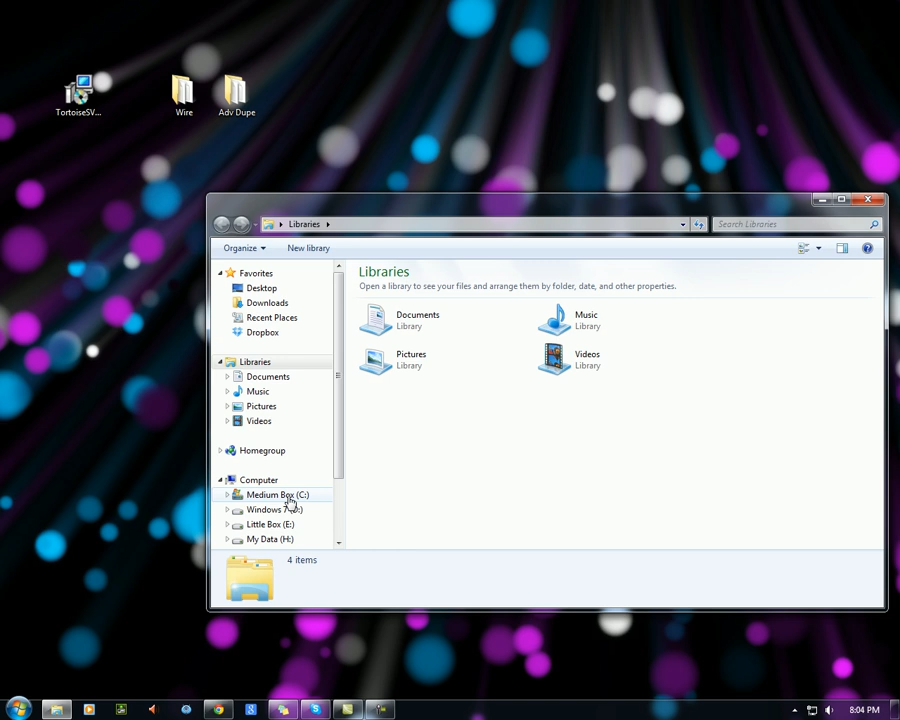 TortoiseSV...
Wire
Adv Dupe
Libraries
Search Libraries
Organize
New library
Favorites
Desktop
Downloads
Recent Places
Dropbox
Libraries
Documents
Music
Pictures
Videos
Homegroup
Computer
Medium Box (C:)
Windows 7
Little Box (E:)
My Data (H:)
Libraries
Open a library to see your files and arrange them by folder, date, and other properties.
Documents
Library
Music
Library
Pictures
Library
Videos
Library
4 items
8:04 PM